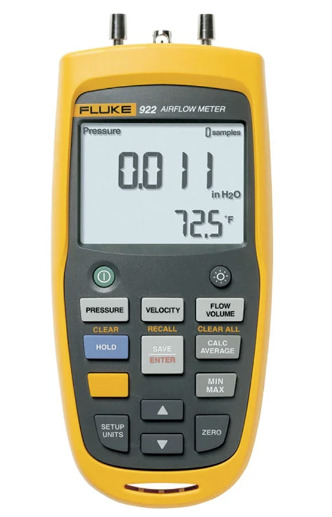 FLUKE 922 AIRFLOW METER
Pressure 0 samples
0.011
in H2O
72.5 °F
PRESSURE VELOCITY FLOW VOLUME
CLEAR RECALL CLEAR ALL
HOLD SAVE ENTER CALC AVERAGE
MIN MAX
SETUP UNITS ZERO